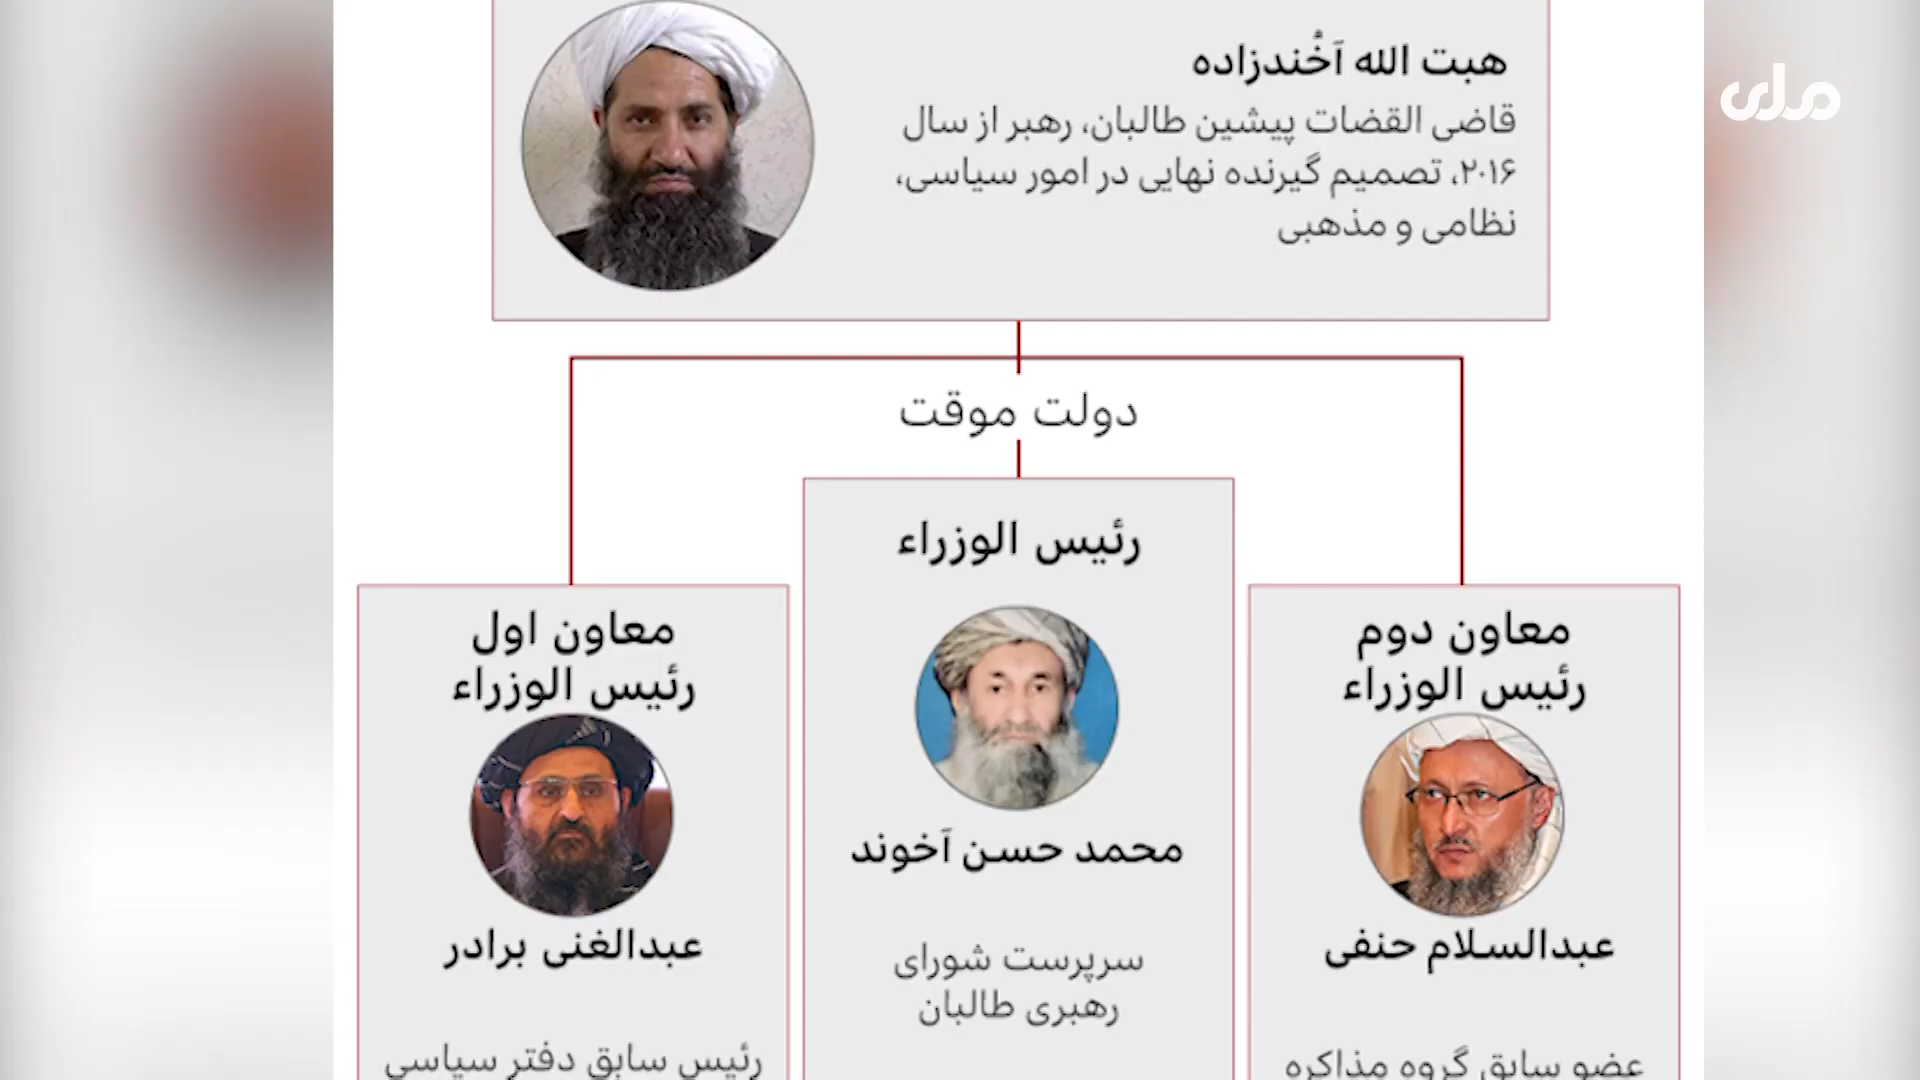 هبت الله آخُندزاده
قاضی القضات پیشین طالبان، رهبر از سال
۲۰۱۶، تصمیم گیرنده نهایی در امور سیاسی،
نظامی و مذهبی
ملی
دولت موقت
رئیس الوزراء
محمد حسن آخوند
سرپرست شورای
رهبری طالبان
معاون دوم
رئیس الوزراء
عبدالسلام حنفی
عضو سابق گروه مذاکره
معاون اول
رئیس الوزراء
عبدالغنی برادر
رئیس سابق دفتر سیاسی